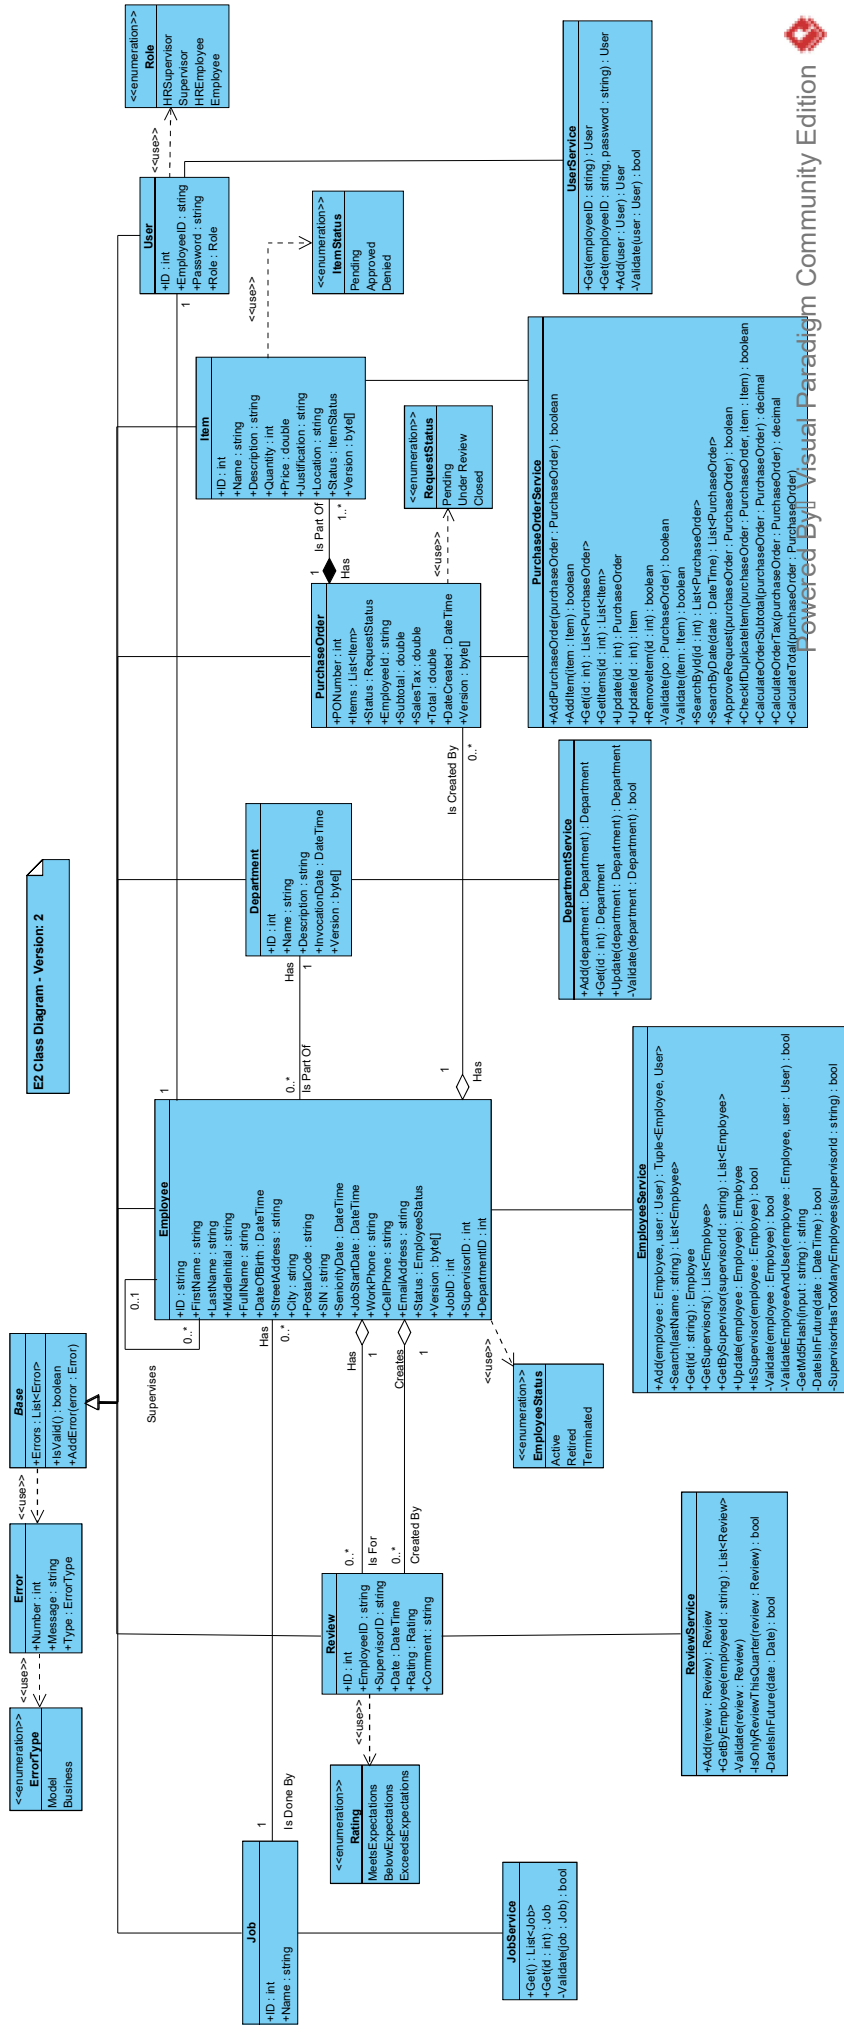 E2 Class Diagram - Version: 2
<<enumeration>>
ErrorType
Model
Business
<<use>>
Error
+Number : int
+Message : string
+Type : ErrorType
<<use>>
Base
+Errors : List<Error>
+IsValid() : boolean
+AddError(error : Error)
<<enumeration>>
Role
HRSupervisor
Supervisor
HREmployee
Employee
<<use>>
User
+ID : int
+EmployeeID : string
+Password : string
+Role : Role
1
Supervises
0..1
0..*
Employee
+ID : string
+FirstName : string
+LastName : string
+MiddleInitial : string
+FullName : string
+DateOfBirth : DateTime
+StreetAddress : string
+City : string
+PostalCode : string
+SIN : string
+SeniorityDate : DateTime
+JobStartDate : DateTime
+WorkPhone : string
+CellPhone : string
+EmailAddress : string
+Status : EmployeeStatus
+Version : byte[]
+JobID : int
+SupervisorID : int
+DepartmentID : int
1
0..*
Is Part Of
Has
1
Department
+ID : int
+Name : string
+Description : string
+InvocationDate : DateTime
+Version : byte[]
Item
+ID : int
+Name : string
+Description : string
+Quantity : int
+Price : double
+Justification : string
+Location : string
+Status : ItemStatus
+Version : byte[]
<<use>>
<<enumeration>>
ItemStatus
Pending
Approved
Denied
Is Part Of
1..*
1
Has
PurchaseOrder
+PONumber : int
+Items : List<Item>
+Status : RequestStatus
+EmployeeId : string
+Subtotal : double
+SalesTax : double
+Total : double
+DateCreated : DateTime
+Version : byte[]
<<use>>
<<enumeration>>
RequestStatus
Pending
Under Review
Closed
Is Created By
0..*
1
Has
Job
+ID : int
+Name : string
1
Is Done By
Has
0..*
Review
+ID : int
+EmployeeID : string
+SupervisorID : string
+Date : DateTime
+Rating : Rating
+Comment : string
<<use>>
<<enumeration>>
Rating
MeetsExpectations
BelowExpectations
ExceedsExpectations
0..*
Is For
Has
1
0..*
Created By
Creates
1
<<use>>
<<enumeration>>
EmployeeStatus
Active
Retired
Terminated
JobService
+Get() : List<Job>
+Get(id : int) : Job
-Validate(job : Job) : bool
ReviewService
+Add(review : Review) : Review
+GetByEmployee(employeeId : string) : List<Review>
-Validate(review : Review)
-IsOnlyReviewThisQuarter(review : Review) : bool
-DateIsInFuture(date : Date) : bool
EmployeeService
+Add(employee : Employee, user : User) : Tuple<Employee, User>
+Search(lastName : string) : List<Employee>
+Get(id : string) : Employee
+GetSupervisors() : List<Employee>
+GetBySupervisor(supervisorId : string) : List<Employee>
+Update(employee : Employee) : Employee
+IsSupervisor(employee : Employee) : bool
-Validate(employee : Employee) : bool
-ValidateEmployeeAndUser(employee : Employee, user : User) : bool
-GetMd5Hash(input : string) : string
-DateIsInFuture(date : DateTime) : bool
-SupervisorHasTooManyEmployees(supervisorId : string) : bool
DepartmentService
+Add(department : Department) : Department
+Get(id : int) : Department
+Update(department : Department) : Department
-Validate(department : Department) : bool
PurchaseOrderService
+AddPurchaseOrder(purchaseOrder : PurchaseOrder) : boolean
+AddItem(item : Item) : boolean
+Get(id : int) : List<PurchaseOrder>
+GetItems(id : int) : List<Item>
+Update(id : int) : PurchaseOrder
+Update(id : int) : Item
+RemoveItem(id : int) : boolean
-Validate(po : PurchaseOrder) : boolean
-Validate(item : Item) : boolean
+SearchById(id : int) : List<PurchaseOrder>
+SearchByDate(date : DateTime) : List<PurchaseOrder>
+ApproveRequest(purchaseOrder : PurchaseOrder) : boolean
+CheckIfDuplicateItem(purchaseOrder : PurchaseOrder, item : Item) : boolean
+CalculateOrderSubtotal(purchaseOrder : PurchaseOrder) : decimal
+CalculateOrderTax(purchaseOrder : PurchaseOrder) : decimal
+CalculateTotal(purchaseOrder : PurchaseOrder)
UserService
+Get(employeeID : string) : User
+Get(employeeID : string, password : string) : User
+Add(user : User) : User
-Validate(user : User) : bool
Powered By Visual Paradigm Community Edition